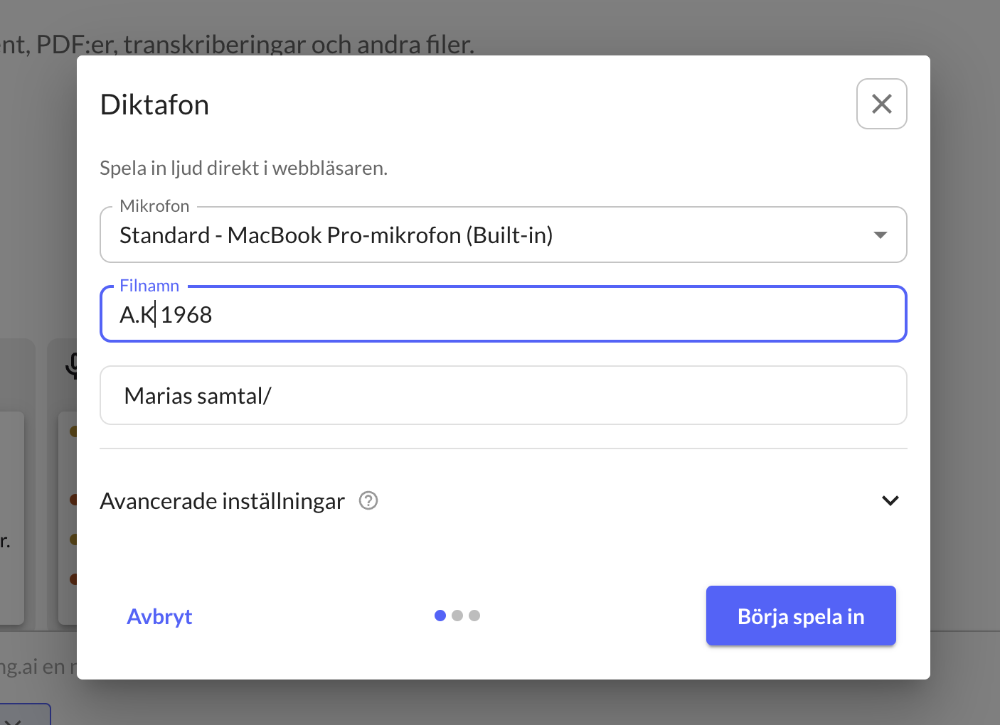 nt, PDF:er, transkriberingar och andra filer.
Diktafon
Spela in ljud direkt i webbläsaren.
Mikrofon
Standard - MacBook Pro-mikrofon (Built-in)
Filnamn
A.K 1968
Marias samtal/
Avancerade inställningar
r.
Avbryt
Börja spela in
ng.ai en